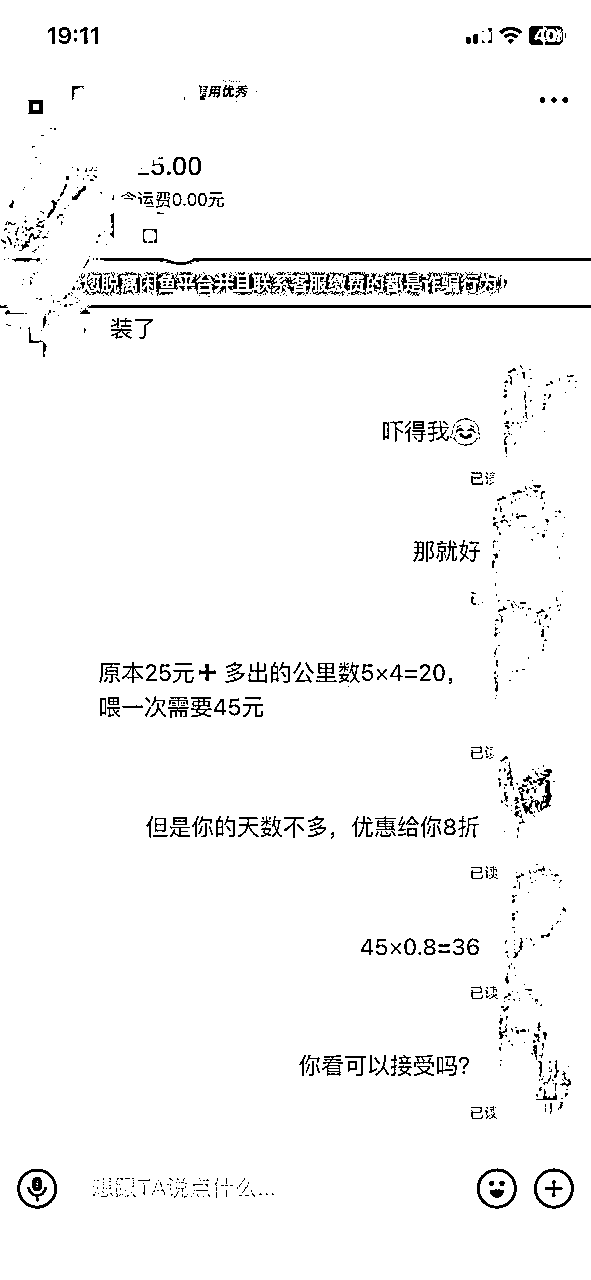 19:11
40
用优秀
5.00
含运费0.00元
您脱离闲鱼平台并且联系客服缴费的都是诈骗行为!
装了
吓得我😊
已读
那就好
原本25元➕多出的公里数5×4=20,
喂一次需要45元
已读
但是你的天数不多，优惠给你8折
已读
45×0.8=36
已读
你看可以接受吗?
已读
想跟TA说点什么...